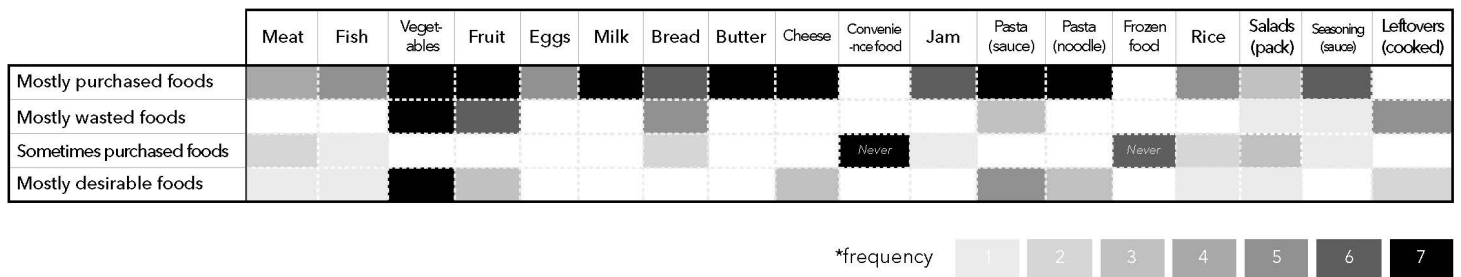 Meat Fish Veget-ables Fruit Eggs Milk Bread Butter Cheese Convenie-nce food Jam Pasta (sauce) Pasta (noodle) Frozen food Rice Salads (pack) Seasoning (sauce) Leftovers (cooked)
Mostly purchased foods
Mostly wasted foods
Sometimes purchased foods Never Never
Mostly desirable foods
*frequency 1 2 3 4 5 6 7